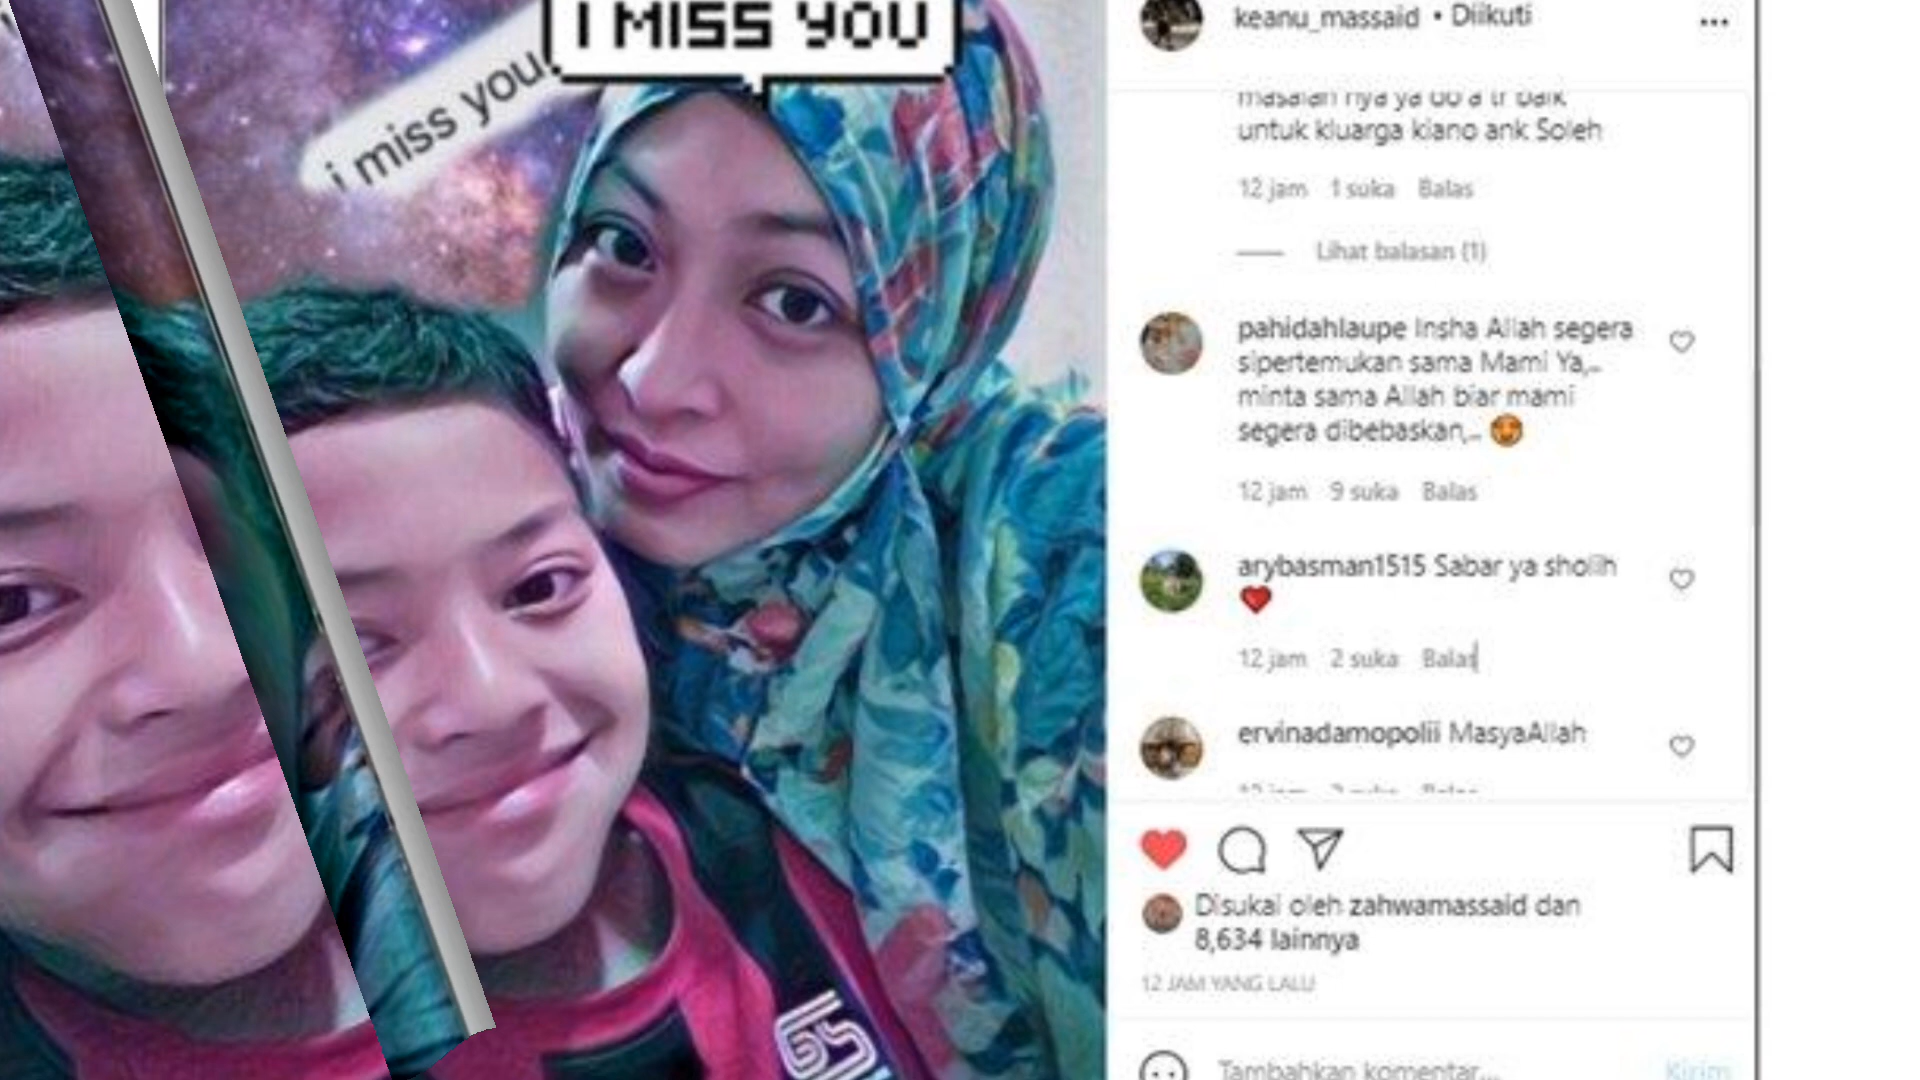 I MISS YOU
i miss you
keanu_massaid • Diikuti
untuk kluarga kiano ank Soleh
12 jam 1 suka Balas
Lihat balasan (1)
pahidahlaupe Insha Allah segera
sipertemukan sama Mami Ya,..
minta sama Allah biar mami
segera dibebaskan,..
12 jam 9 suka Balas
arybasman1515 Sabar ya sholih
12 jam 2 suka Balas
ervinadamopolii MasyaAllah
Disukai oleh zahwamassaid dan
8,634 lainnya
12 JAM YANG LALU
Tambahkan komentar...
Kirim